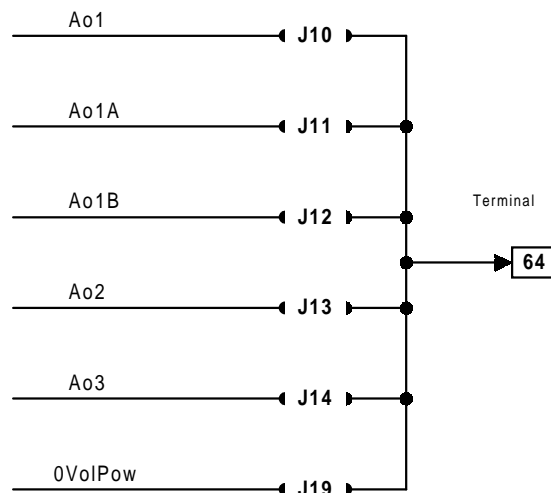 Ao1
J10
Ao1A
J11
Ao1B
J12
Terminal
64
Ao2
J13
Ao3
J14
0VolPow
J19